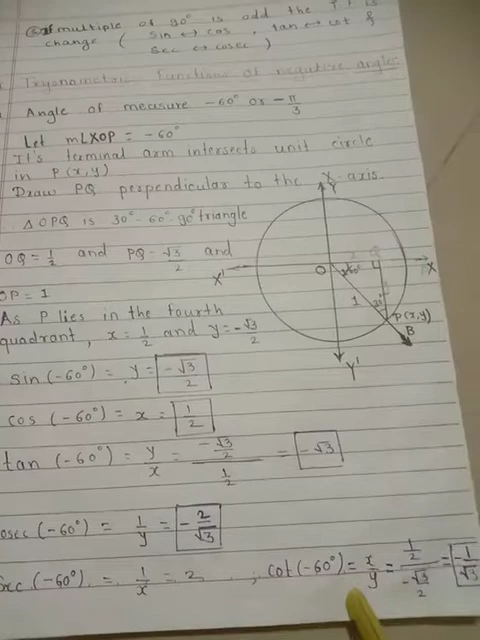 If multiple of 90° is odd the
change ( sin ↔ cos , tan ↔ cot &
sec ↔ cosec )
Trigonometric functions of negative angles:
Angle of measure -60° or -π/3
Let m∠XOP = -60°
It's terminal arm intersects unit circle
in P(x,y)
Draw PQ perpendicular to the X-axis.
∴ △OPQ is 30°-60°-90° triangle
OQ = 1/2 and PQ = √3/2 and
OP = 1
As P lies in the fourth
quadrant, x = 1/2 and y = -√3/2
Y
X'
O
60°
Q
X
1
P(x,y)
B
Y'
sin(-60°) = y = -√3/2
cos (-60°) = x = 1/2
tan (-60°) = y/x = (-√3/2)/(1/2) = -√3
cosec (-60°) = 1/y = -2/√3
sec (-60°) = 1/x = 2 , ; cot(-60°) = x/y = (1/2)/(-√3/2) = -1/√3